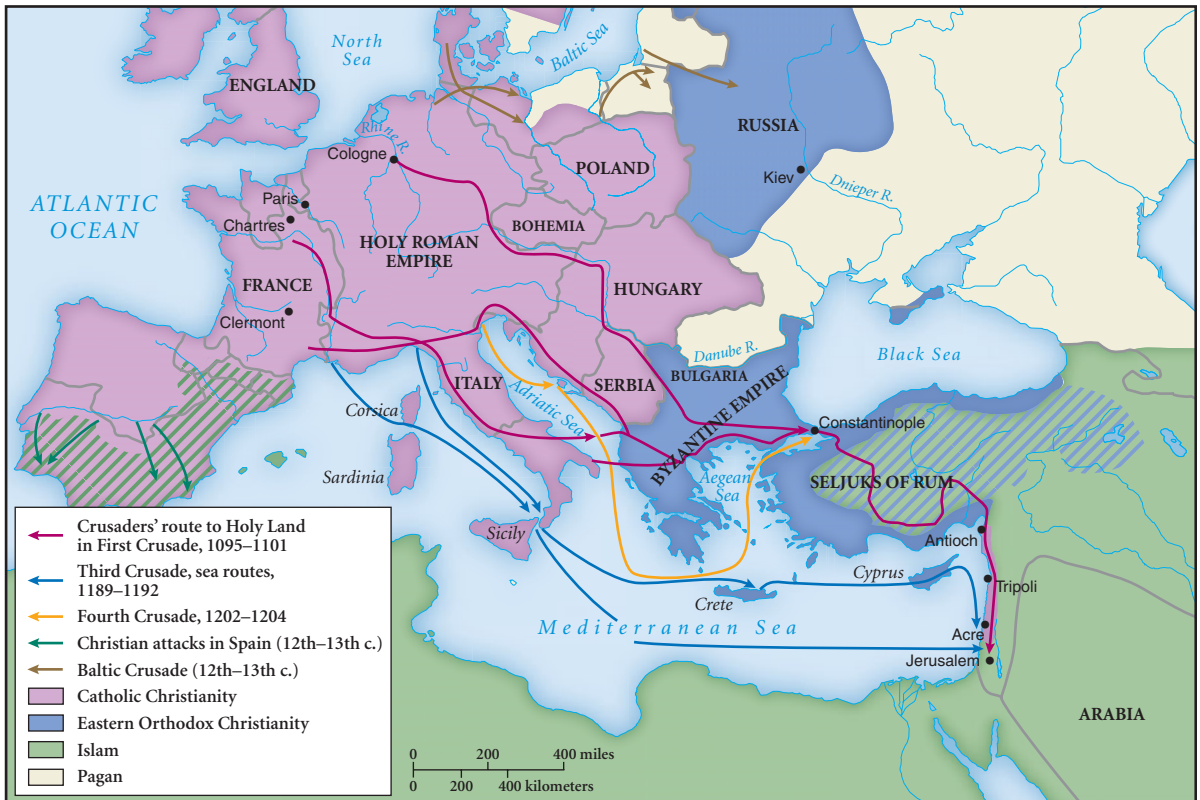 North
Sea
Baltic Sea
ENGLAND
Rhine R.
Cologne
RUSSIA
POLAND
Kiev
Dnieper R.
ATLANTIC
OCEAN
Paris
Chartres
BOHEMIA
HOLY ROMAN
EMPIRE
FRANCE
HUNGARY
Clermont
Danube R.
Black Sea
ITALY
Adriatic Sea
SERBIA
BULGARIA
BYZANTINE EMPIRE
Corsica
Constantinople
Sardinia
Aegean
Sea
SELJUKS OF RUM
Sicily
Antioch
Cyprus
Tripoli
Crete
Mediterranean Sea
Acre
Jerusalem
ARABIA
Crusaders’ route to Holy Land
in First Crusade, 1095–1101
Third Crusade, sea routes,
1189–1192
Fourth Crusade, 1202–1204
Christian attacks in Spain (12th–13th c.)
Baltic Crusade (12th–13th c.)
Catholic Christianity
Eastern Orthodox Christianity
Islam
Pagan
0 200 400 miles
0 200 400 kilometers